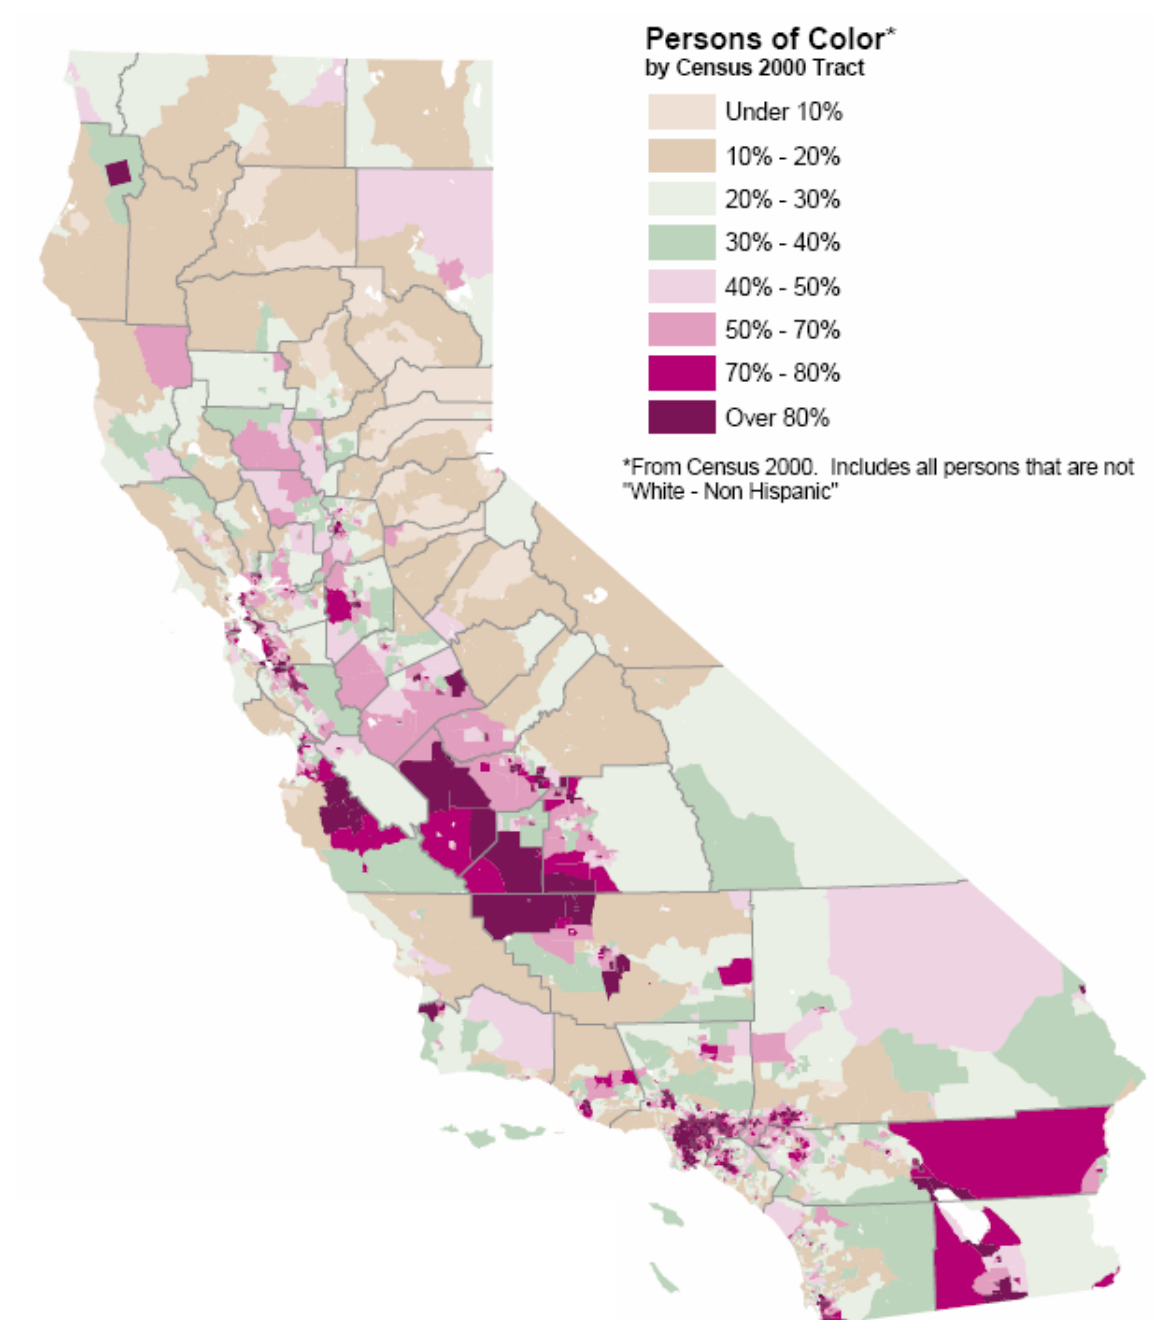 Persons of Color*
by Census 2000 Tract
Under 10%
10% - 20%
20% - 30%
30% - 40%
40% - 50%
50% - 70%
70% - 80%
Over 80%
*From Census 2000. Includes all persons that are not
"White - Non Hispanic"